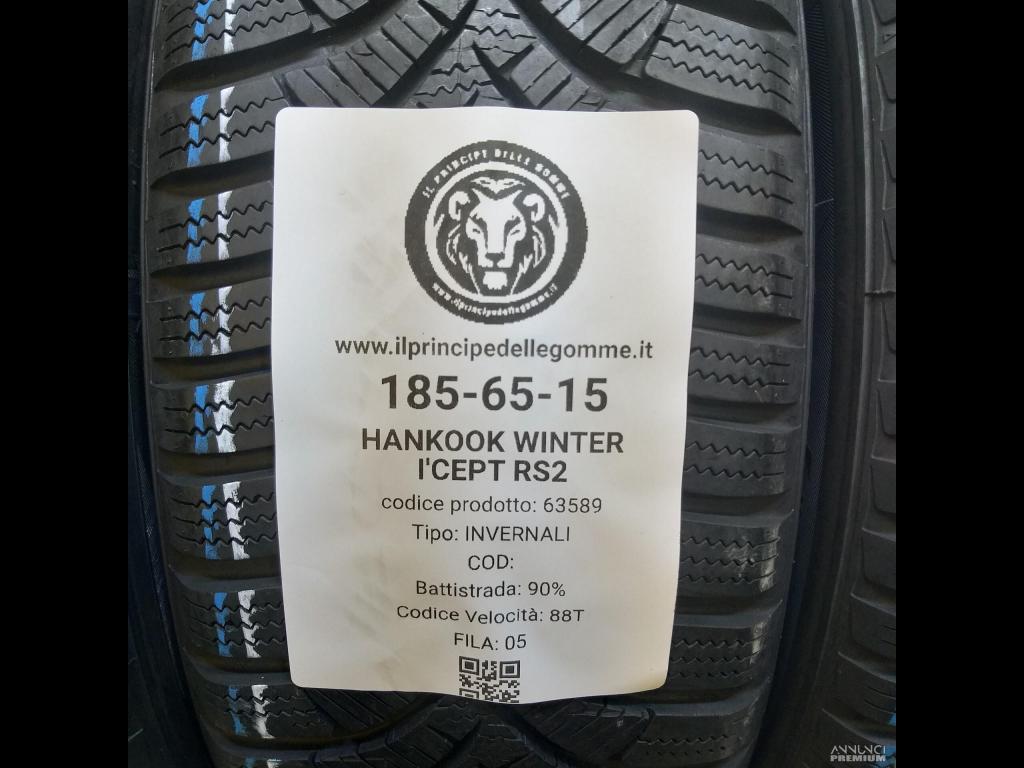 IL PRINCIPE DELLE GOMME
www.ilprincipedellegomme.it
www.ilprincipedellegomme.it
185-65-15
HANKOOK WINTER
I'CEPT RS2
codice prodotto: 63589
Tipo: INVERNALI
COD:
Battistrada: 90%
Codice Velocità: 88T
FILA: 05
ANNUNCI
PREMIUM